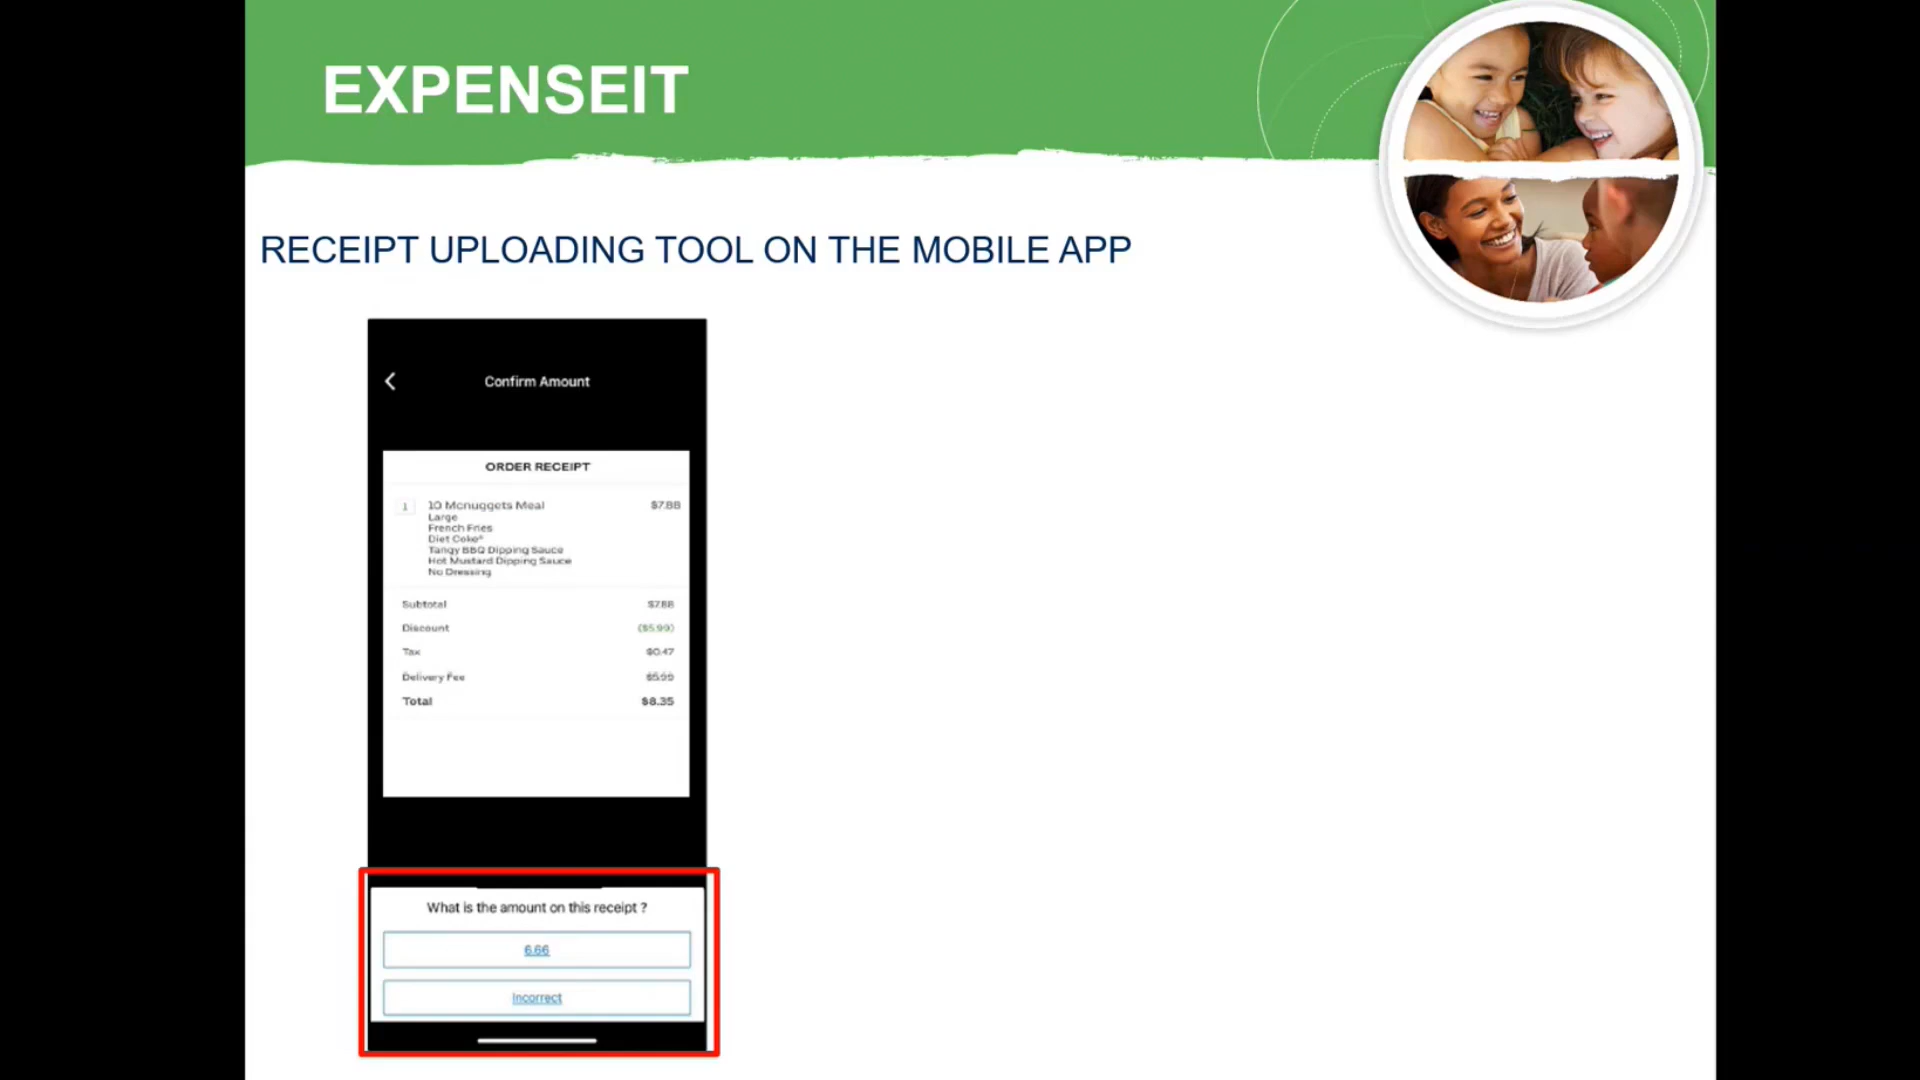 EXPENSEIT
RECEIPT UPLOADING TOOL ON THE MOBILE APP
Confirm Amount
ORDER RECEIPT
1 10 Mcnuggets Meal $7.88
Large
French Fries
Diet Coke®
Tangy BBQ Dipping Sauce
Hot Mustard Dipping Sauce
No Dressing
Subtotal $7.88
Discount ($5.99)
Tax $0.47
Delivery Fee $5.99
Total $8.35
What is the amount on this receipt ?
6.66
Incorrect